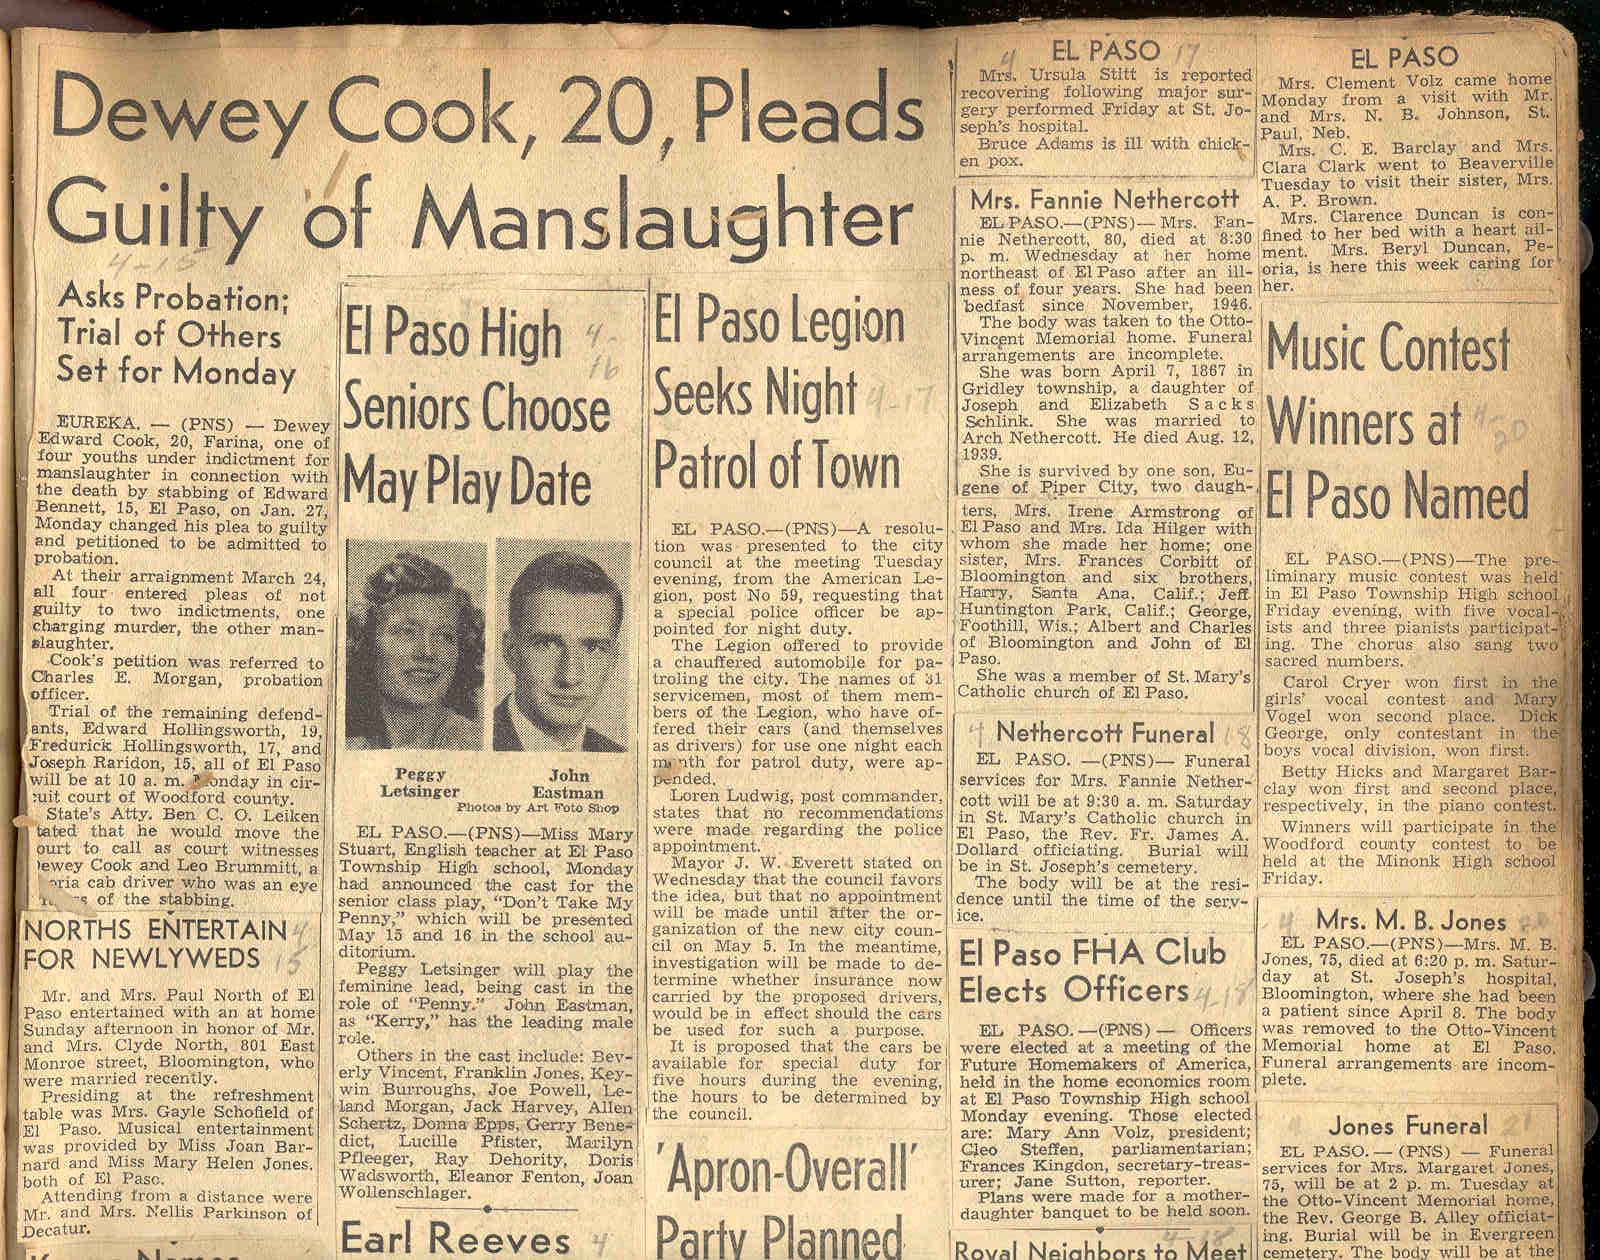 Dewey Cook, 20, Pleads
Guilty of Manslaughter
4-15
Asks Probation;
Trial of Others
Set for Monday
EUREKA. — (PNS) — Dewey
Edward Cook, 20, Farina, one of
four youths under indictment for
manslaughter in connection with
the death by stabbing of Edward
Bennett, 15, El Paso, on Jan. 27,
Monday changed his plea to guilty
and petitioned to be admitted to
probation.
At their arraignment March 24,
all four entered pleas of not
guilty to two indictments, one
charging murder, the other man-
slaughter.
Cook's petition was referred to
Charles E. Morgan, probation
officer.
Trial of the remaining defend-
ants, Edward Hollingsworth, 19,
Fredurick Hollingsworth, 17, and
Joseph Raridon, 15, all of El Paso
will be at 10 a. m. Monday in cir-
uit court of Woodford county.
State's Atty. Ben C. O. Leiken
tated that he would move the
ourt to call as court witnesses
ewey Cook and Leo Brummitt, a
oria cab driver who was an eye
of the stabbing.
NORTHS ENTERTAIN 4
FOR NEWLYWEDS 15
Mr. and Mrs. Paul North of El
Paso entertained with an at home
Sunday afternoon in honor of Mr.
and Mrs. Clyde North, 801 East
Monroe street, Bloomington, who
were married recently.
Presiding at the refreshment
table was Mrs. Gayle Schofield of
El Paso. Musical entertainment
was provided by Miss Joan Bar-
nard and Miss Mary Helen Jones,
both of El Paso.
Attending from a distance were
Mr. and Mrs. Nellis Parkinson of
Decatur.
El Paso High 4-
16
Seniors Choose
May Play Date
Peggy
Letsinger
John
Eastman
Photos by Art Foto Shop
EL PASO.—(PNS)—Miss Mary
Stuart, English teacher at El Paso
Township High school, Monday
had announced the cast for the
senior class play, "Don't Take My
Penny," which will be presented
May 15 and 16 in the school au-
ditorium.
Peggy Letsinger will play the
feminine lead, being cast in the
role of "Penny." John Eastman,
as "Kerry," has the leading male
role.
Others in the cast include: Bev-
erly Vincent, Franklin Jones, Key-
win Burroughs, Joe Powell, Le-
land Morgan, Jack Harvey, Allen
Schertz, Donna Epps, Gerry Bene-
dict, Lucille Pfister, Marilyn
Pfleeger, Ray Dehority, Doris
Wadsworth, Eleanor Fenton, Joan
Wollenschlager.
Earl Reeves 4
El Paso Legion
Seeks Night 4-17
Patrol of Town
EL PASO.—(PNS)—A resolu-
tion was presented to the city
council at the meeting Tuesday
evening, from the American Le-
gion, post No 59, requesting that
a special police officer be ap-
pointed for night duty.
The Legion offered to provide
a chauffered automobile for pa-
troling the city. The names of 31
servicemen, most of them mem-
bers of the Legion, who have of-
fered their cars (and themselves
as drivers) for use one night each
month for patrol duty, were ap-
pended.
Loren Ludwig, post commander,
states that no recommendations
were made regarding the police
appointment.
Mayor J. W. Everett stated on
Wednesday that the council favors
the idea, but that no appointment
will be made until after the or-
ganization of the new city coun-
cil on May 5. In the meantime,
investigation will be made to de-
termine whether insurance now
carried by the proposed drivers,
would be in effect should the cars
be used for such a purpose.
It is proposed that the cars be
available for special duty for
five hours during the evening,
the hours to be determined by
the council.
'Apron-Overall'
Party Planned
4 EL PASO 17
Mrs. Ursula Stitt is reported
recovering following major sur-
gery performed Friday at St. Jo-
seph's hospital.
Bruce Adams is ill with chick-
en pox.
Mrs. Fannie Nethercott
EL PASO.—(PNS)— Mrs. Fan-
nie Nethercott, 80, died at 8:30
p. m. Wednesday at her home
northeast of El Paso after an ill-
ness of four years. She had been
bedfast since November, 1946.
The body was taken to the Otto-
Vincent Memorial home. Funeral
arrangements are incomplete.
She was born April 7, 1867 in
Gridley township, a daughter of
Joseph and Elizabeth Sacks
Schlink. She was married to
Arch Nethercott. He died Aug. 12,
1939.
She is survived by one son, Eu-
gene of Piper City, two daugh-
ters, Mrs. Irene Armstrong of
El Paso and Mrs. Ida Hilger with
whom she made her home; one
sister, Mrs. Frances Corbitt of
Bloomington and six brothers,
Harry, Santa Ana, Calif.; Jeff.
Huntington Park, Calif.; George,
Foothill, Wis.; Albert and Charles
of Bloomington and John of El
Paso.
She was a member of St. Mary's
Catholic church of El Paso.
4 Nethercott Funeral 18
EL PASO. —(PNS)— Funeral
services for Mrs. Fannie Nether-
cott will be at 9:30 a. m. Saturday
in St. Mary's Catholic church in
El Paso, the Rev. Fr. James A.
Dollard officiating. Burial will
be in St. Joseph's cemetery.
The body will be at the resi-
dence until the time of the serv-
ice.
El Paso FHA Club
Elects Officers 4-18
EL PASO. —(PNS) — Officers
were elected at a meeting of the
Future Homemakers of America,
held in the home economics room
at El Paso Township High school
Monday evening. Those elected
are: Mary Ann Volz, president;
Cleo Steffen, parliamentarian;
Frances Kingdon, secretary-treas-
urer; Jane Sutton, reporter.
Plans were made for a mother-
daughter banquet to be held soon.
4-18
Royal Neighbors to Meet
EL PASO
Mrs. Clement Volz came home
Monday from a visit with Mr.
and Mrs. N. B. Johnson, St.
Paul, Neb.
Mrs. C. E. Barclay and Mrs.
Clara Clark went to Beaverville
Tuesday to visit their sister, Mrs.
A. P. Brown.
Mrs. Clarence Duncan is con-
fined to her bed with a heart ail-
ment. Mrs. Beryl Duncan, Pe-
oria, is here this week caring for
her.
Music Contest
Winners at 4-20
El Paso Named
EL PASO.—(PNS)—The pre-
liminary music contest was held
in El Paso Township High school
Friday evening, with five vocal-
ists and three pianists participat-
ing. The chorus also sang two
sacred numbers.
Carol Cryer won first in the
girls' vocal contest and Mary
Vogel won second place. Dick
George, only contestant in the
boys vocal division, won first.
Betty Hicks and Margaret Bar-
clay won first and second place,
respectively, in the piano contest.
Winners will participate in the
Woodford county contest to be
held at the Minonk High school
Friday.
4 Mrs. M. B. Jones 20
EL PASO.—(PNS)—Mrs. M. B.
Jones, 75, died at 6:20 p. m. Satur-
day at St. Joseph's hospital,
Bloomington, where she had been
a patient since April 8. The body
was removed to the Otto-Vincent
Memorial home at El Paso.
Funeral arrangements are incom-
plete.
4 Jones Funeral 21
EL PASO. — (PNS) — Funeral
services for Mrs. Margaret Jones,
75, will be at 2 p. m. Tuesday at
the Otto-Vincent Memorial home,
the Rev. George B. Alley officiat-
ing. Burial will be in Evergreen
cemetery. The body will be at the